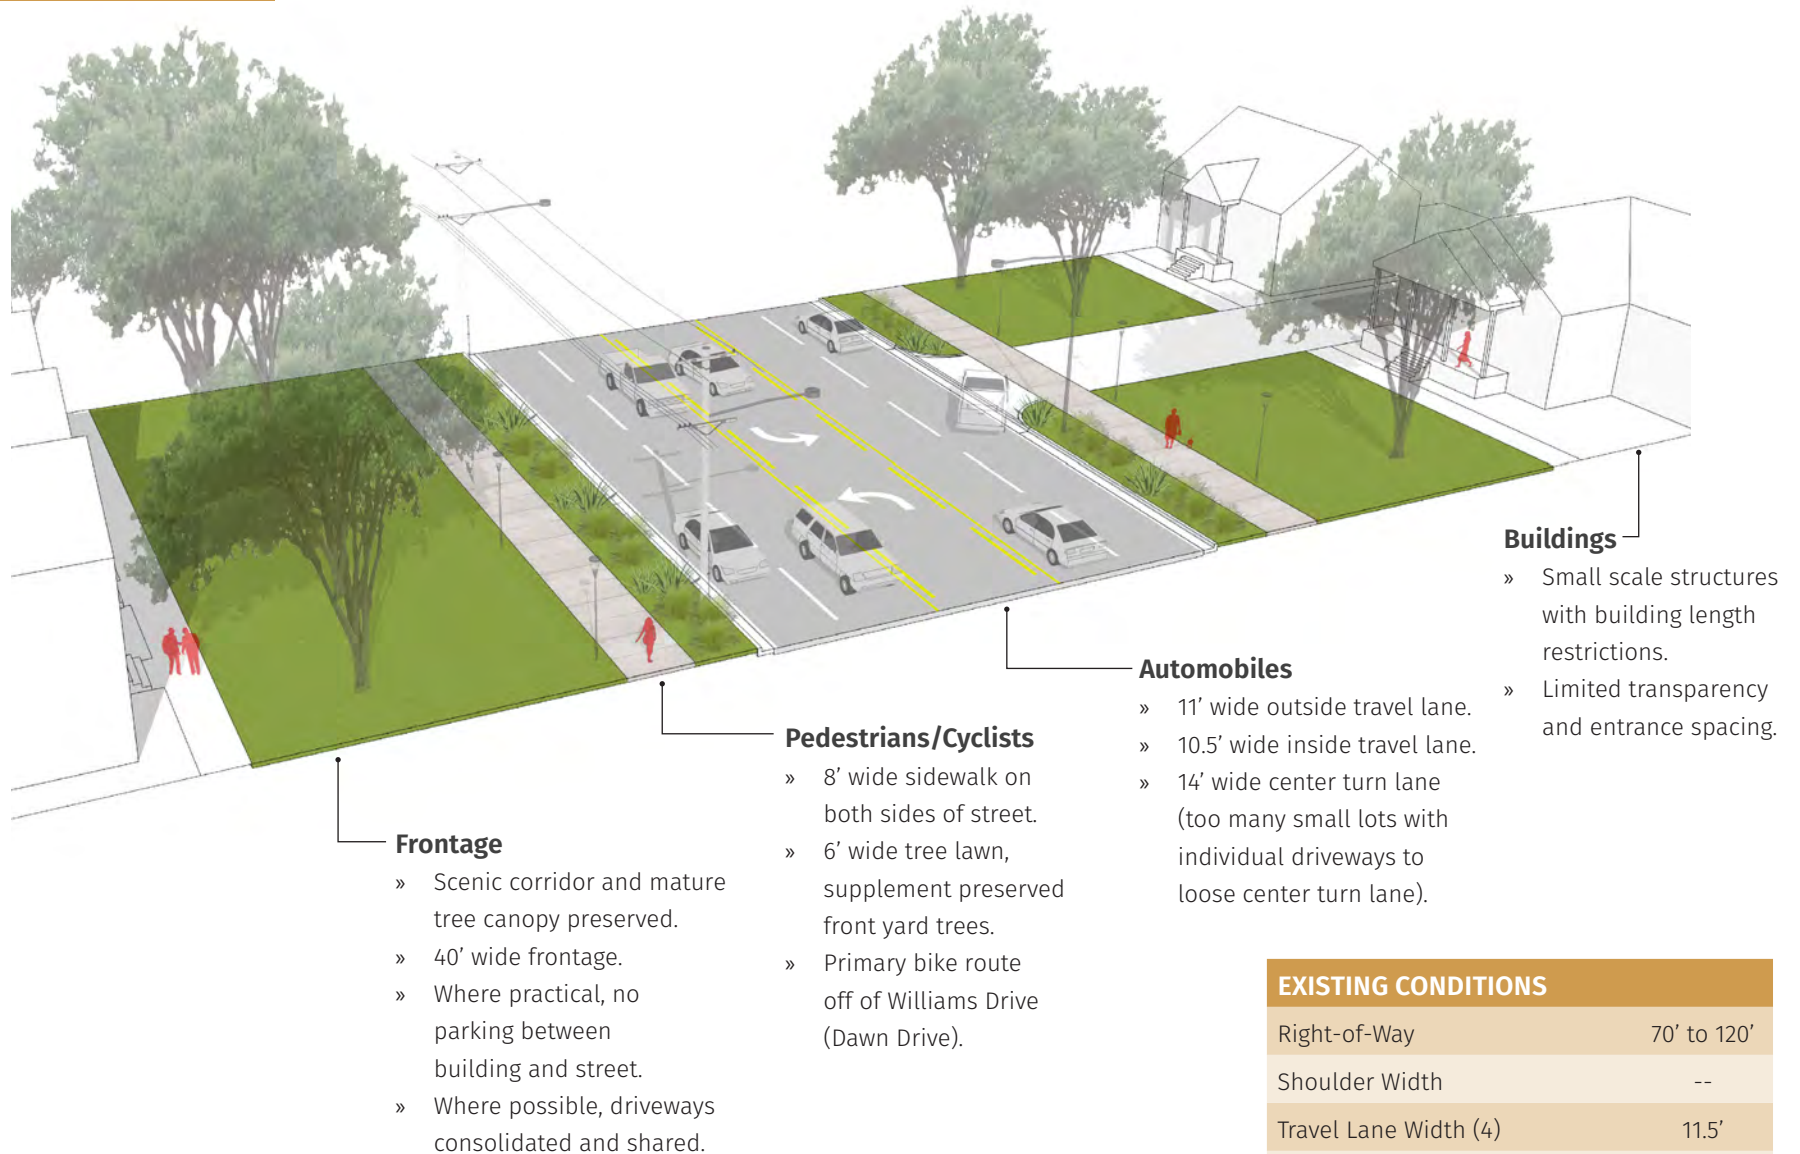 Buildings
» Small scale structures
with building length
restrictions.
» Limited transparency
and entrance spacing.
Automobiles
» 11’ wide outside travel lane.
» 10.5’ wide inside travel lane.
» 14’ wide center turn lane
(too many small lots with
individual driveways to
loose center turn lane).
Pedestrians/Cyclists
» 8’ wide sidewalk on
both sides of street.
» 6’ wide tree lawn,
supplement preserved
front yard trees.
» Primary bike route
off of Williams Drive
(Dawn Drive).
Frontage
» Scenic corridor and mature
tree canopy preserved.
» 40’ wide frontage.
» Where practical, no
parking between
building and street.
» Where possible, driveways
consolidated and shared.
EXISTING CONDITIONS
Right-of-Way 70’ to 120’
Shoulder Width --
Travel Lane Width (4) 11.5’